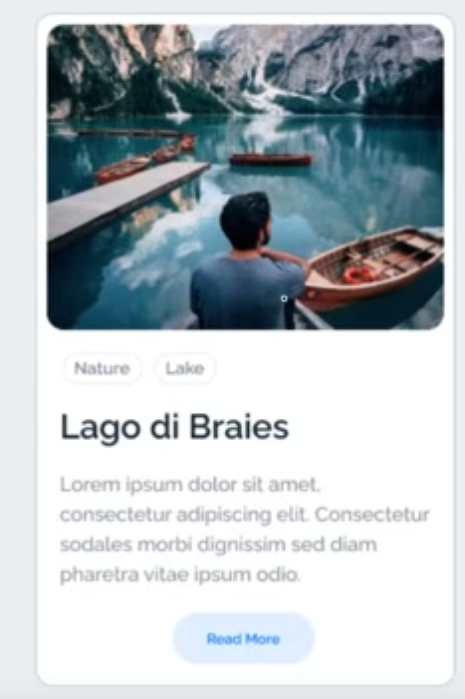 Nature Lake
Lago di Braies
Lorem ipsum dolor sit amet,
consectetur adipiscing elit. Consectetur
sodales morbi dignissim sed diam
pharetra vitae ipsum odio.
Read More